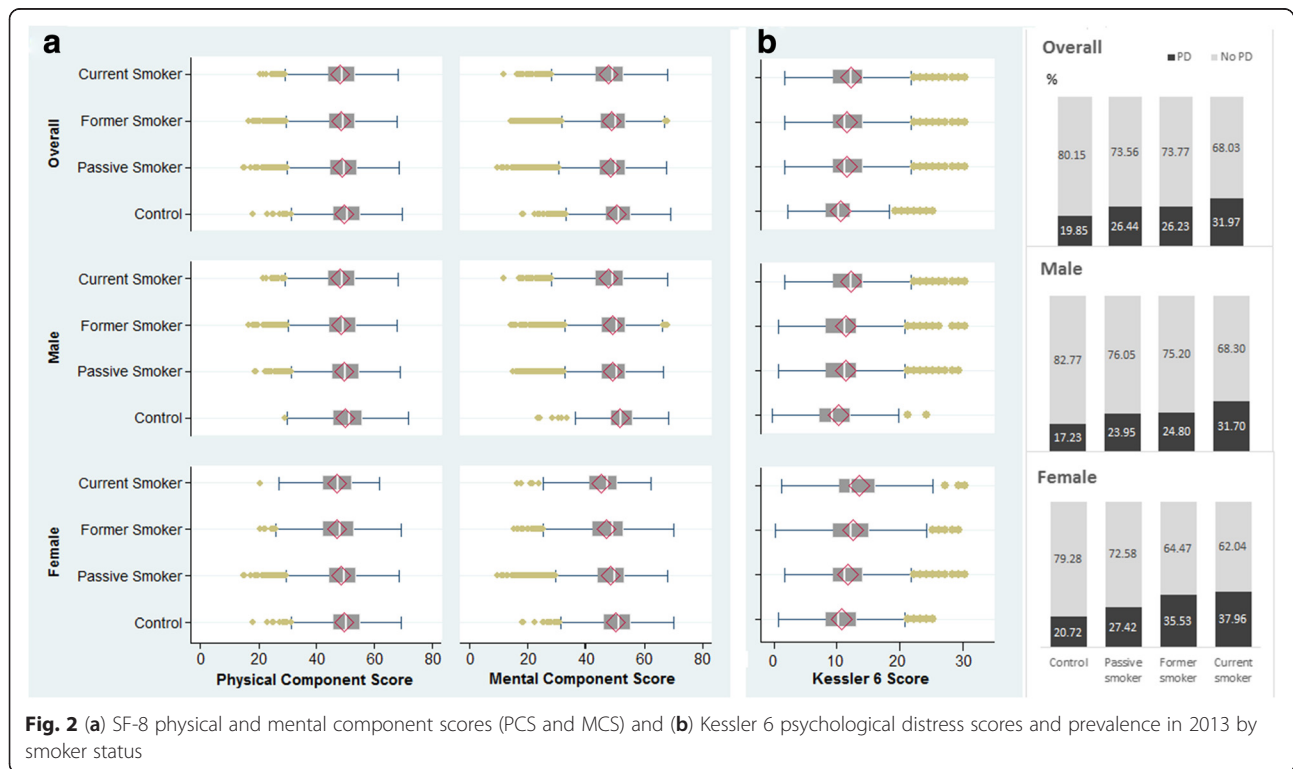 a
b
Overall
Current Smoker
Former Smoker
Passive Smoker
Control
Male
Current Smoker
Former Smoker
Passive Smoker
Control
Female
Current Smoker
Former Smoker
Passive Smoker
Control
0 20 40 60 80
Physical Component Score
0 20 40 60 80
Mental Component Score
0 10 20 30
Kessler 6 Score
Overall
PD No PD
%
80.15 73.56 73.77 68.03
19.85 26.44 26.23 31.97
Male
82.77 76.05 75.20 68.30
17.23 23.95 24.80 31.70
Female
79.28 72.58 64.47 62.04
20.72 27.42 35.53 37.96
Control Passive Former Current
smoker smoker smoker
Fig. 2 (a) SF-8 physical and mental component scores (PCS and MCS) and (b) Kessler 6 psychological distress scores and prevalence in 2013 by
smoker status